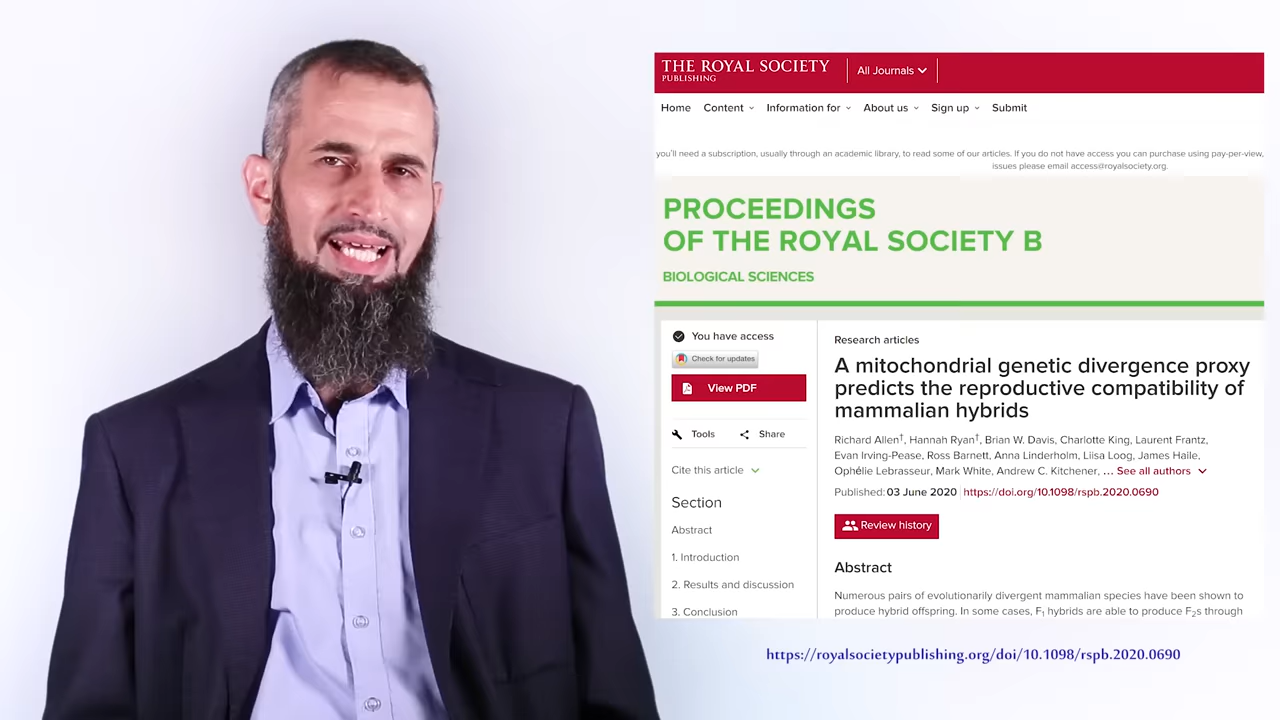 THE ROYAL SOCIETY
PUBLISHING
All Journals
Home Content Information for About us Sign up Submit
you'll need a subscription, usually through an academic library, to read some of our articles. If you do not have access you can purchase using pay-per-view,
issues please email access@royalsociety.org.
PROCEEDINGS
OF THE ROYAL SOCIETY B
BIOLOGICAL SCIENCES
You have access
Check for updates
View PDF
Tools Share
Cite this article
Section
Abstract
1. Introduction
2. Results and discussion
3. Conclusion
Research articles
A mitochondrial genetic divergence proxy
predicts the reproductive compatibility of
mammalian hybrids
Richard Allen†, Hannah Ryan†, Brian W. Davis, Charlotte King, Laurent Frantz,
Evan Irving-Pease, Ross Barnett, Anna Linderholm, Liisa Loog, James Haile,
Ophélie Lebrasseur, Mark White, Andrew C. Kitchener, ... See all authors
Published: 03 June 2020 https://doi.org/10.1098/rspb.2020.0690
Review history
Abstract
Numerous pairs of evolutionarily divergent mammalian species have been shown to
produce hybrid offspring. In some cases, F1 hybrids are able to produce F2s through
https://royalsocietypublishing.org/doi/10.1098/rspb.2020.0690